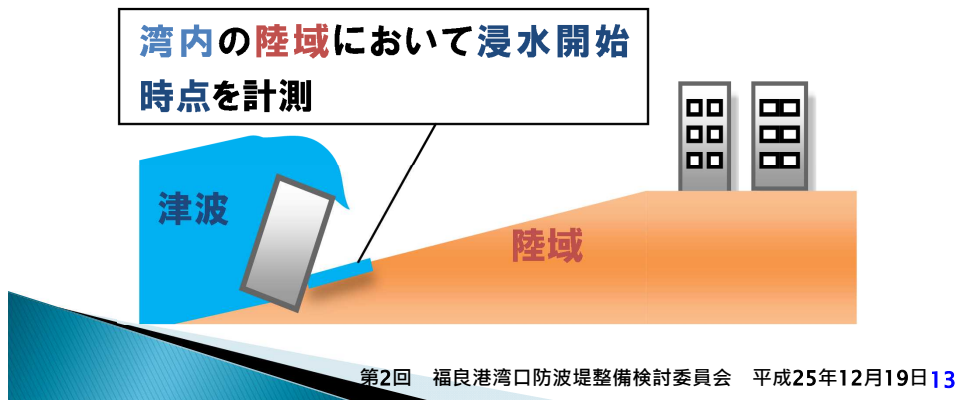 湾内の陸域において浸水開始
時点を計測
津波
陸域
第2回　福良港湾口防波堤整備検討委員会　平成25年12月19日13